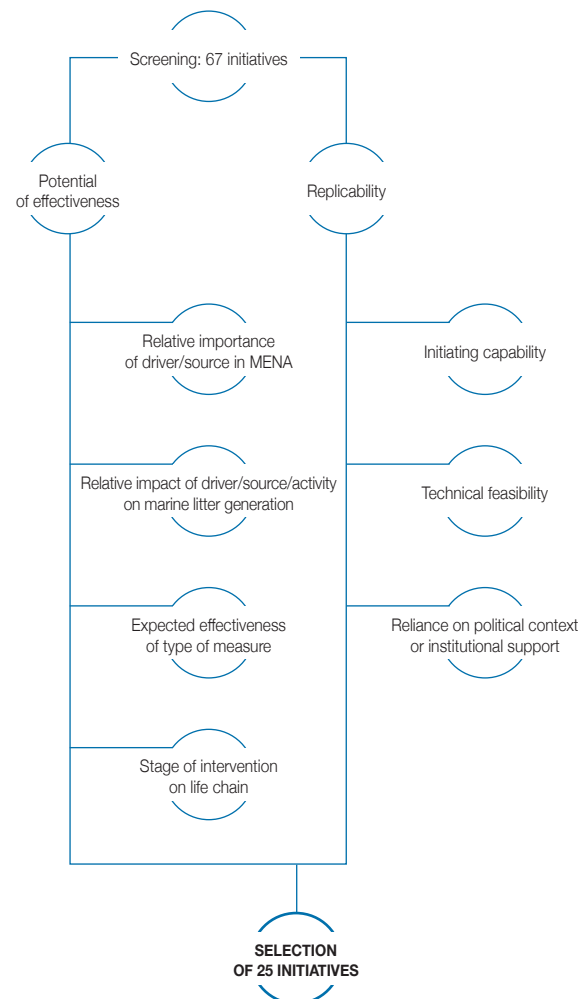 Screening: 67 initiatives
Potential
of effectiveness
Replicability
Relative importance
of driver/source in MENA
Initiating capability
Relative impact of driver/source/activity
on marine litter generation
Technical feasibility
Expected effectiveness
of type of measure
Reliance on political context
or institutional support
Stage of intervention
on life chain
SELECTION
OF 25 INITIATIVES